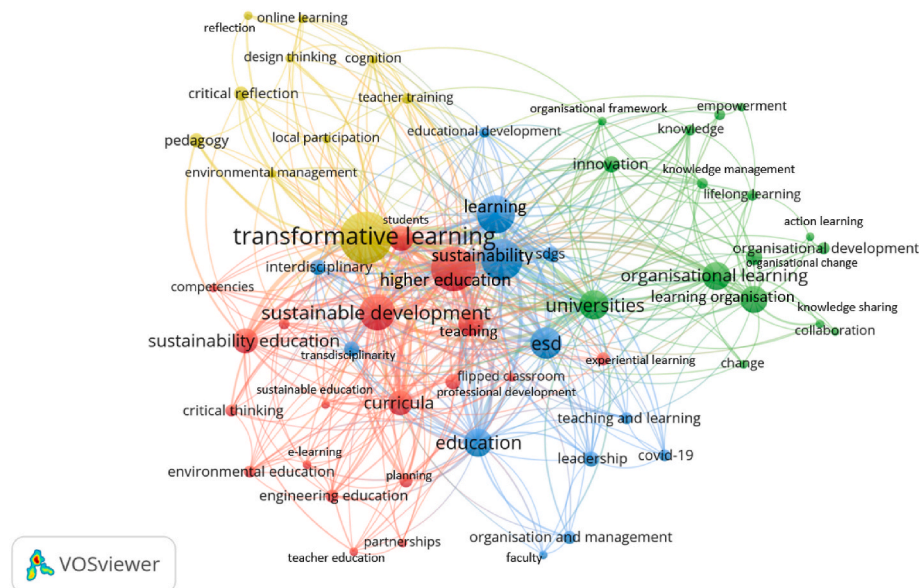 online learning
reflection
design thinking
cognition
critical reflection
teacher training
empowerment
organisational framework
educational development
knowledge
pedagogy
local participation
innovation
knowledge management
environmental management
lifelong learning
learning
students
action learning
transformative learning
organisational development
sustainability
sdgs
organisational change
interdisciplinary
organisational learning
higher education
competencies
learning organisation
universities
knowledge sharing
sustainable development
teaching
collaboration
sustainability education
esd
transdisciplinarity
experiential learning
change
flipped classroom
sustainable education
professional development
curricula
critical thinking
teaching and learning
education
e-learning
covid-19
leadership
environmental education
planning
engineering education
organisation and management
partnerships
faculty
teacher education
VOSviewer